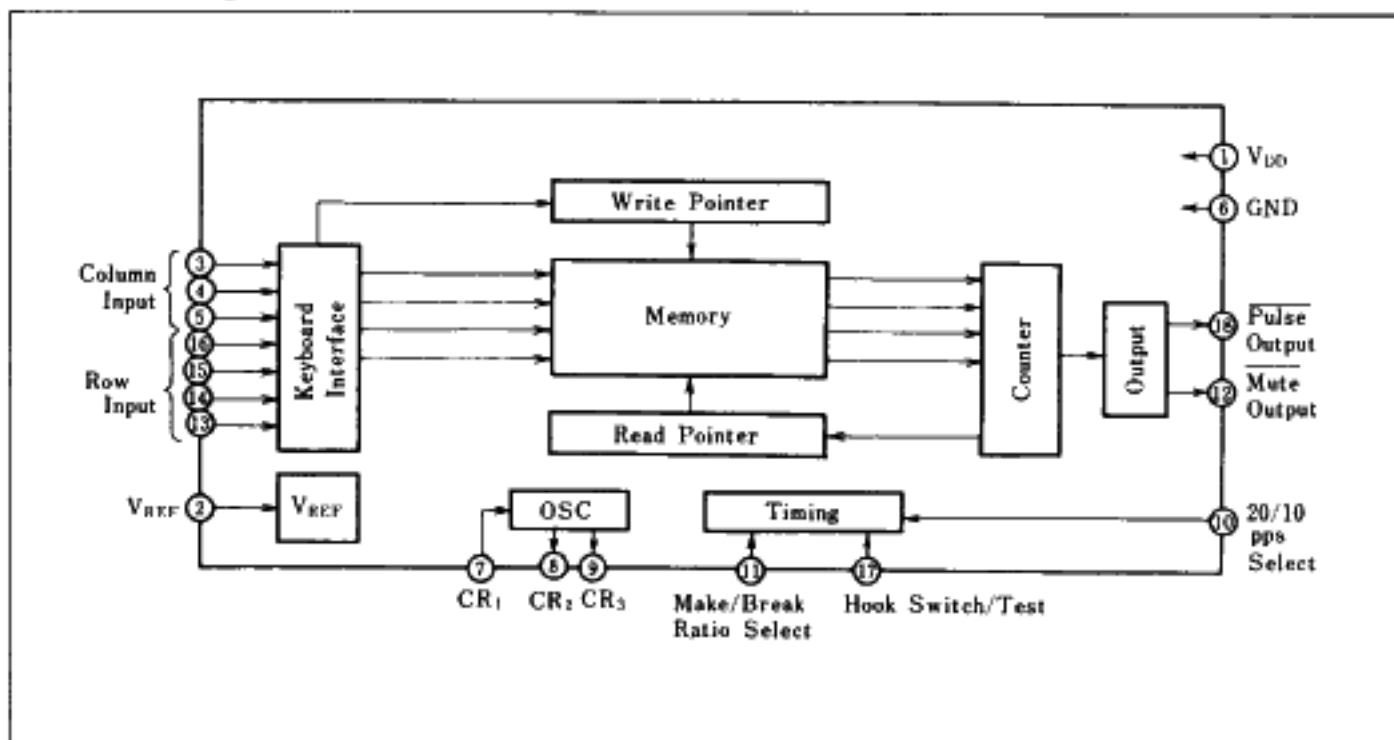 1 V_DD
Write Pointer
6 GND
3
Column
Input
4
5
16
Row
Input
15
14
13
Keyboard
Interface
Memory
Counter
Output
18 Pulse
Output
12 Mute
Output
Read Pointer
V_REF 2
V_REF
OSC
Timing
10 20/10
pps
Select
7
8
9
11
17
CR₁
CR₂
CR₃
Make/Break
Ratio Select
Hook Switch/Test